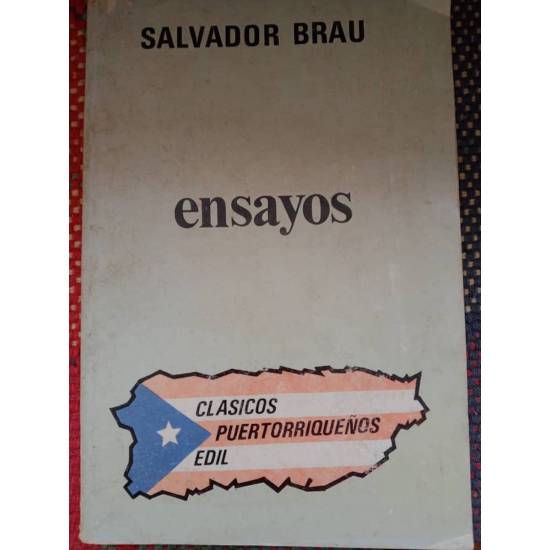 SALVADOR BRAU
ensayos
CLASICOS
PUERTORRIQUEÑOS
EDIL